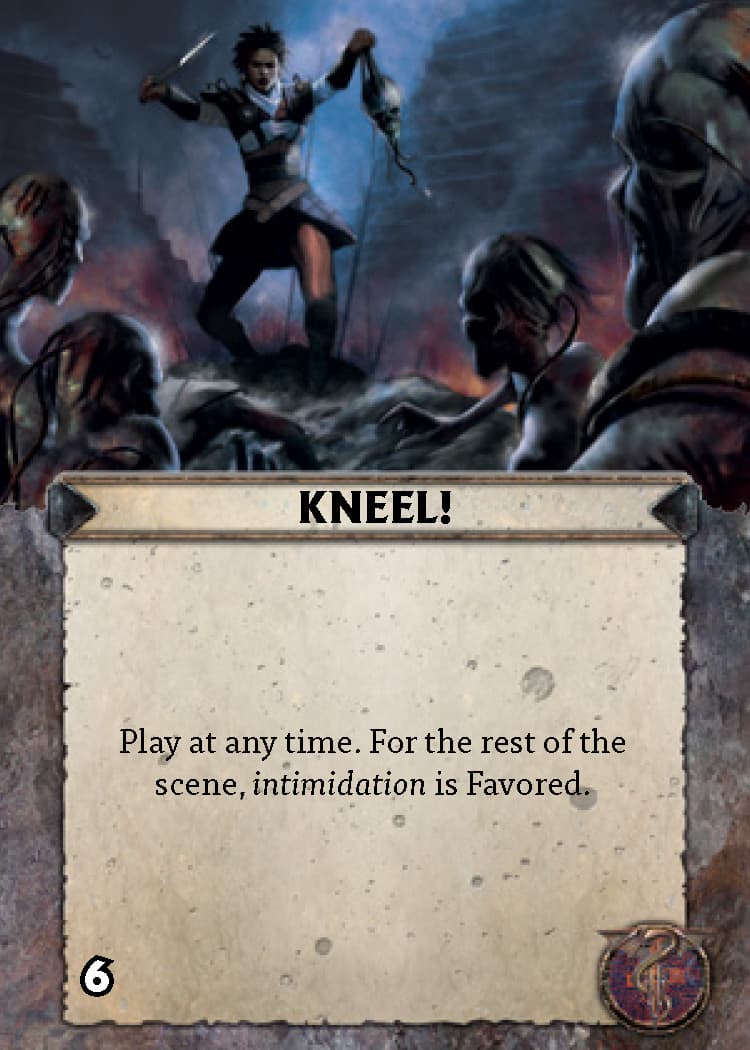 KNEEL!
Play at any time. For the rest of the
scene, intimidation is Favored.
6